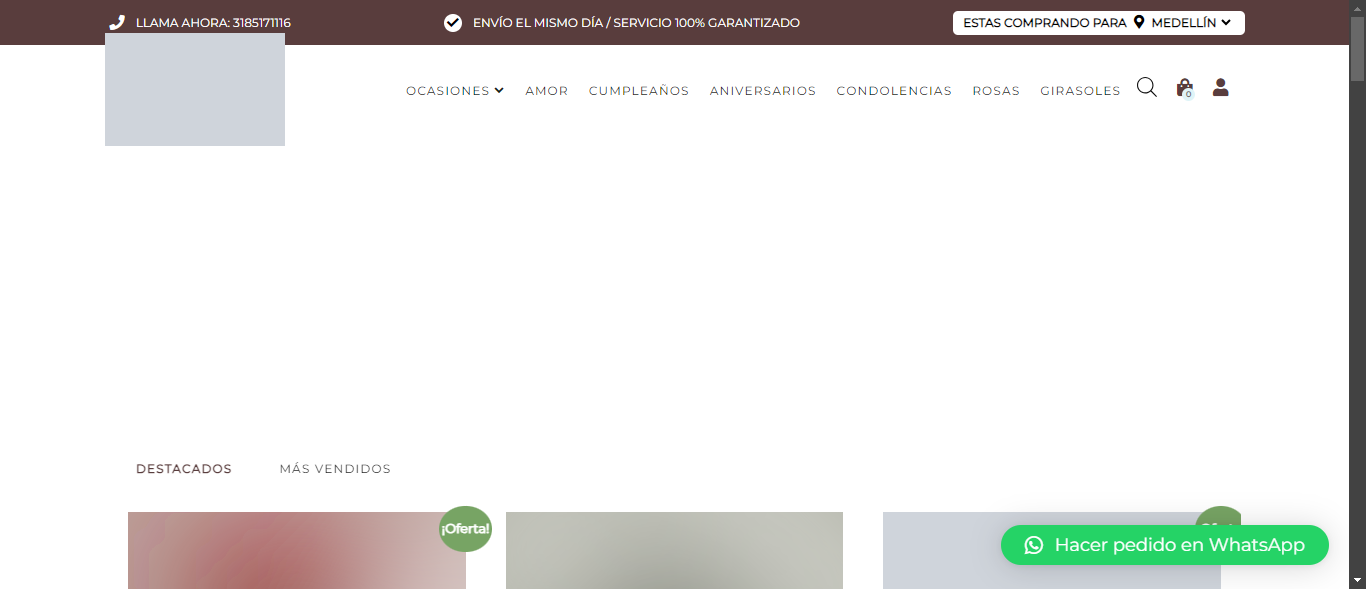 LLAMA AHORA: 3185171116
ENVÍO EL MISMO DÍA / SERVICIO 100% GARANTIZADO
ESTAS COMPRANDO PARA MEDELLÍN
OCASIONES AMOR CUMPLEAÑOS ANIVERSARIOS CONDOLENCIAS ROSAS GIRASOLES
0
DESTACADOS MÁS VENDIDOS
¡Oferta!
Hacer pedido en WhatsApp